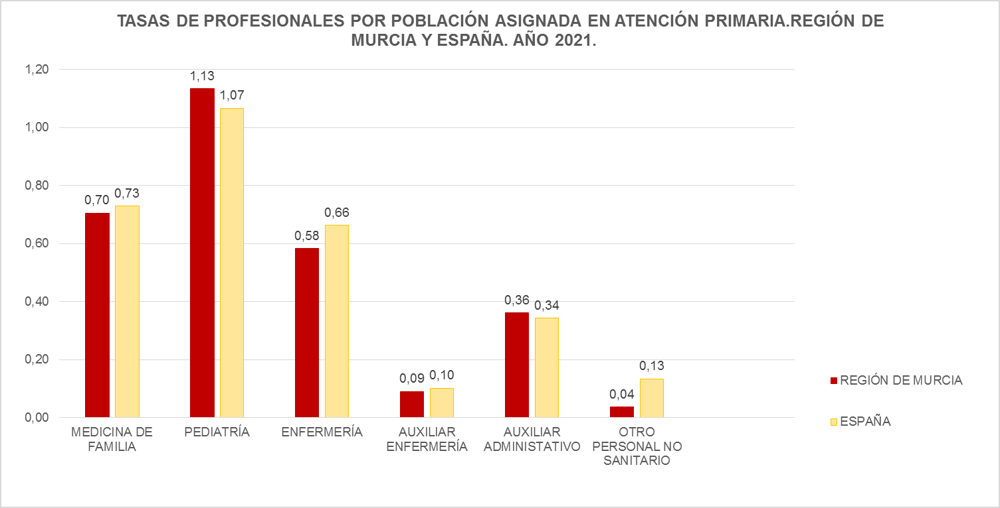 TASAS DE PROFESIONALES POR POBLACIÓN ASIGNADA EN ATENCIÓN PRIMARIA.REGIÓN DE
MURCIA Y ESPAÑA. AÑO 2021.
1,20
1,00
0,80
0,60
0,40
0,20
0,00
0,70
0,73
1,13
1,07
0,58
0,66
0,09
0,10
0,36
0,34
0,04
0,13
MEDICINA DE
FAMILIA
PEDIATRÍA
ENFERMERÍA
AUXILIAR
ENFERMERÍA
AUXILIAR
ADMINISTATIVO
OTRO
PERSONAL NO
SANITARIO
REGIÓN DE MURCIA
ESPAÑA